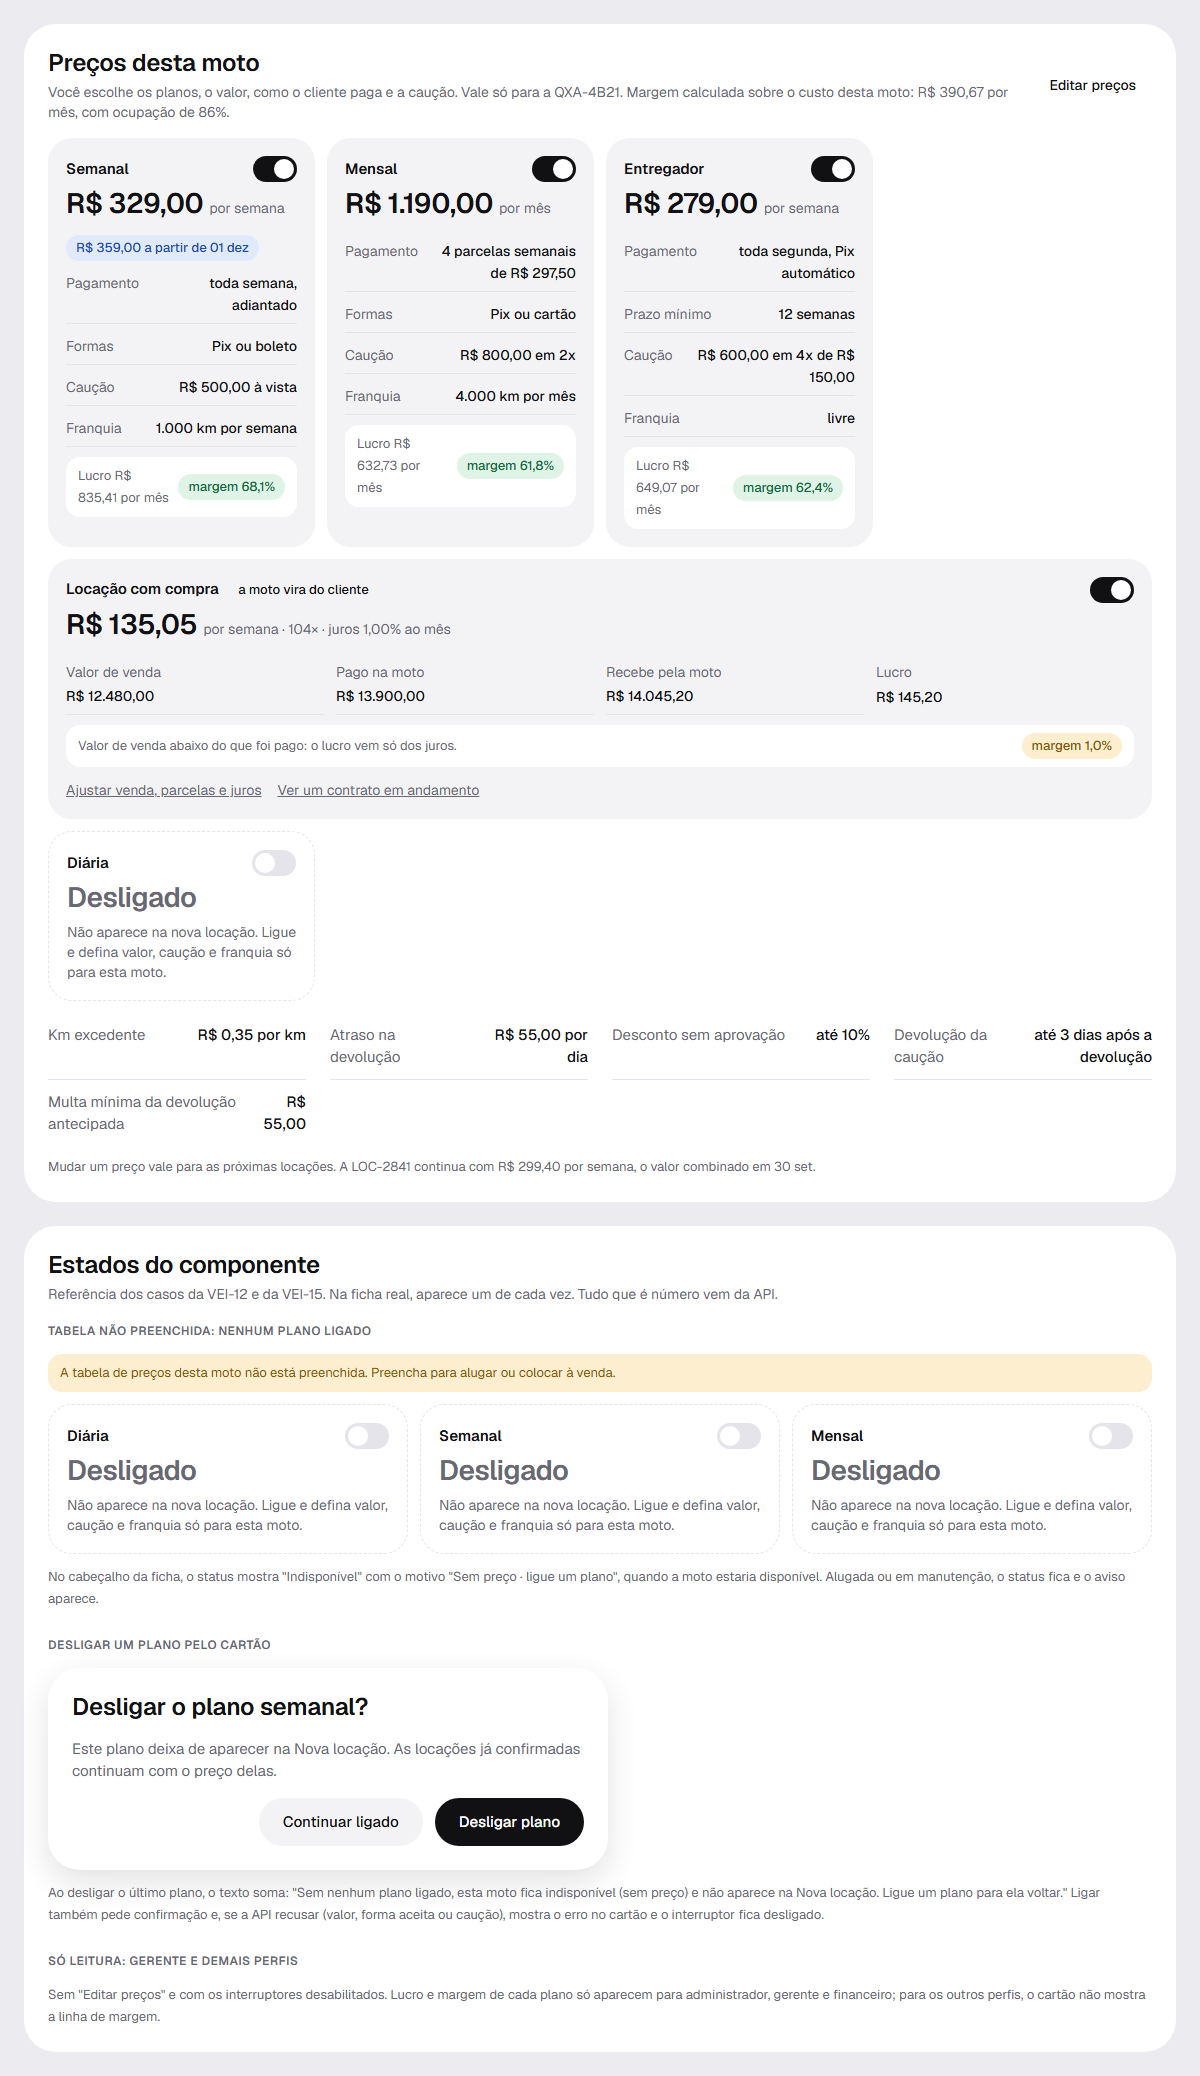 Preços desta moto
Você escolhe os planos, o valor, como o cliente paga e a caução. Vale só para a QXA-4B21. Margem calculada sobre o custo desta moto: R$ 390,67 por
mês, com ocupação de 86%.
Editar preços
Semanal
R$ 329,00 por semana
R$ 359,00 a partir de 01 dez
Pagamento toda semana,
adiantado
Formas Pix ou boleto
Caução R$ 500,00 à vista
Franquia 1.000 km por semana
Lucro R$
835,41 por mês
margem 68,1%
Mensal
R$ 1.190,00 por mês
Pagamento 4 parcelas semanais
de R$ 297,50
Formas Pix ou cartão
Caução R$ 800,00 em 2x
Franquia 4.000 km por mês
Lucro R$
632,73 por
mês
margem 61,8%
Entregador
R$ 279,00 por semana
Pagamento toda segunda, Pix
automático
Prazo mínimo 12 semanas
Caução R$ 600,00 em 4x de R$
150,00
Franquia livre
Lucro R$
649,07 por
mês
margem 62,4%
Locação com compra a moto vira do cliente
R$ 135,05 por semana · 104× · juros 1,00% ao mês
Valor de venda
R$ 12.480,00
Pago na moto
R$ 13.900,00
Recebe pela moto
R$ 14.045,20
Lucro
R$ 145,20
Valor de venda abaixo do que foi pago: o lucro vem só dos juros.
margem 1,0%
Ajustar venda, parcelas e juros Ver um contrato em andamento
Diária
Desligado
Não aparece na nova locação. Ligue
e defina valor, caução e franquia só
para esta moto.
Km excedente R$ 0,35 por km
Atraso na
devolução
R$ 55,00 por
dia
Desconto sem aprovação até 10%
Devolução da
caução
até 3 dias após a
devolução
Multa mínima da devolução
antecipada
R$
55,00
Mudar um preço vale para as próximas locações. A LOC-2841 continua com R$ 299,40 por semana, o valor combinado em 30 set.
Estados do componente
Referência dos casos da VEI-12 e da VEI-15. Na ficha real, aparece um de cada vez. Tudo que é número vem da API.
TABELA NÃO PREENCHIDA: NENHUM PLANO LIGADO
A tabela de preços desta moto não está preenchida. Preencha para alugar ou colocar à venda.
Diária
Desligado
Não aparece na nova locação. Ligue e defina valor,
caução e franquia só para esta moto.
Semanal
Desligado
Não aparece na nova locação. Ligue e defina valor,
caução e franquia só para esta moto.
Mensal
Desligado
Não aparece na nova locação. Ligue e defina valor,
caução e franquia só para esta moto.
No cabeçalho da ficha, o status mostra "Indisponível" com o motivo "Sem preço · ligue um plano", quando a moto estaria disponível. Alugada ou em manutenção, o status fica e o aviso
aparece.
DESLIGAR UM PLANO PELO CARTÃO
Desligar o plano semanal?
Este plano deixa de aparecer na Nova locação. As locações já confirmadas
continuam com o preço delas.
Continuar ligado
Desligar plano
Ao desligar o último plano, o texto soma: "Sem nenhum plano ligado, esta moto fica indisponível (sem preço) e não aparece na Nova locação. Ligue um plano para ela voltar." Ligar
também pede confirmação e, se a API recusar (valor, forma aceita ou caução), mostra o erro no cartão e o interruptor fica desligado.
SÓ LEITURA: GERENTE E DEMAIS PERFIS
Sem "Editar preços" e com os interruptores desabilitados. Lucro e margem de cada plano só aparecem para administrador, gerente e financeiro; para os outros perfis, o cartão não mostra
a linha de margem.